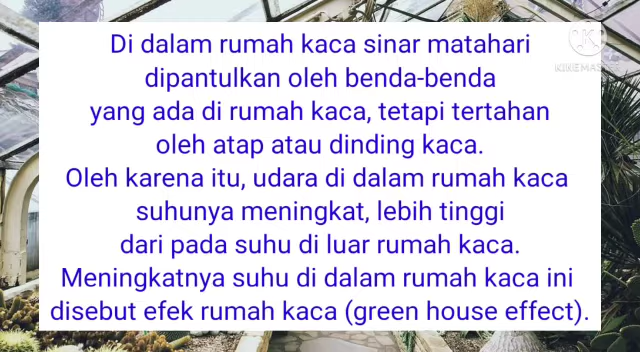 Di dalam rumah kaca sinar matahari
dipantulkan oleh benda-benda
yang ada di rumah kaca, tetapi tertahan
oleh atap atau dinding kaca.
Oleh karena itu, udara di dalam rumah kaca
suhunya meningkat, lebih tinggi
dari pada suhu di luar rumah kaca.
Meningkatnya suhu di dalam rumah kaca ini
disebut efek rumah kaca (green house effect).
KINEMASTER